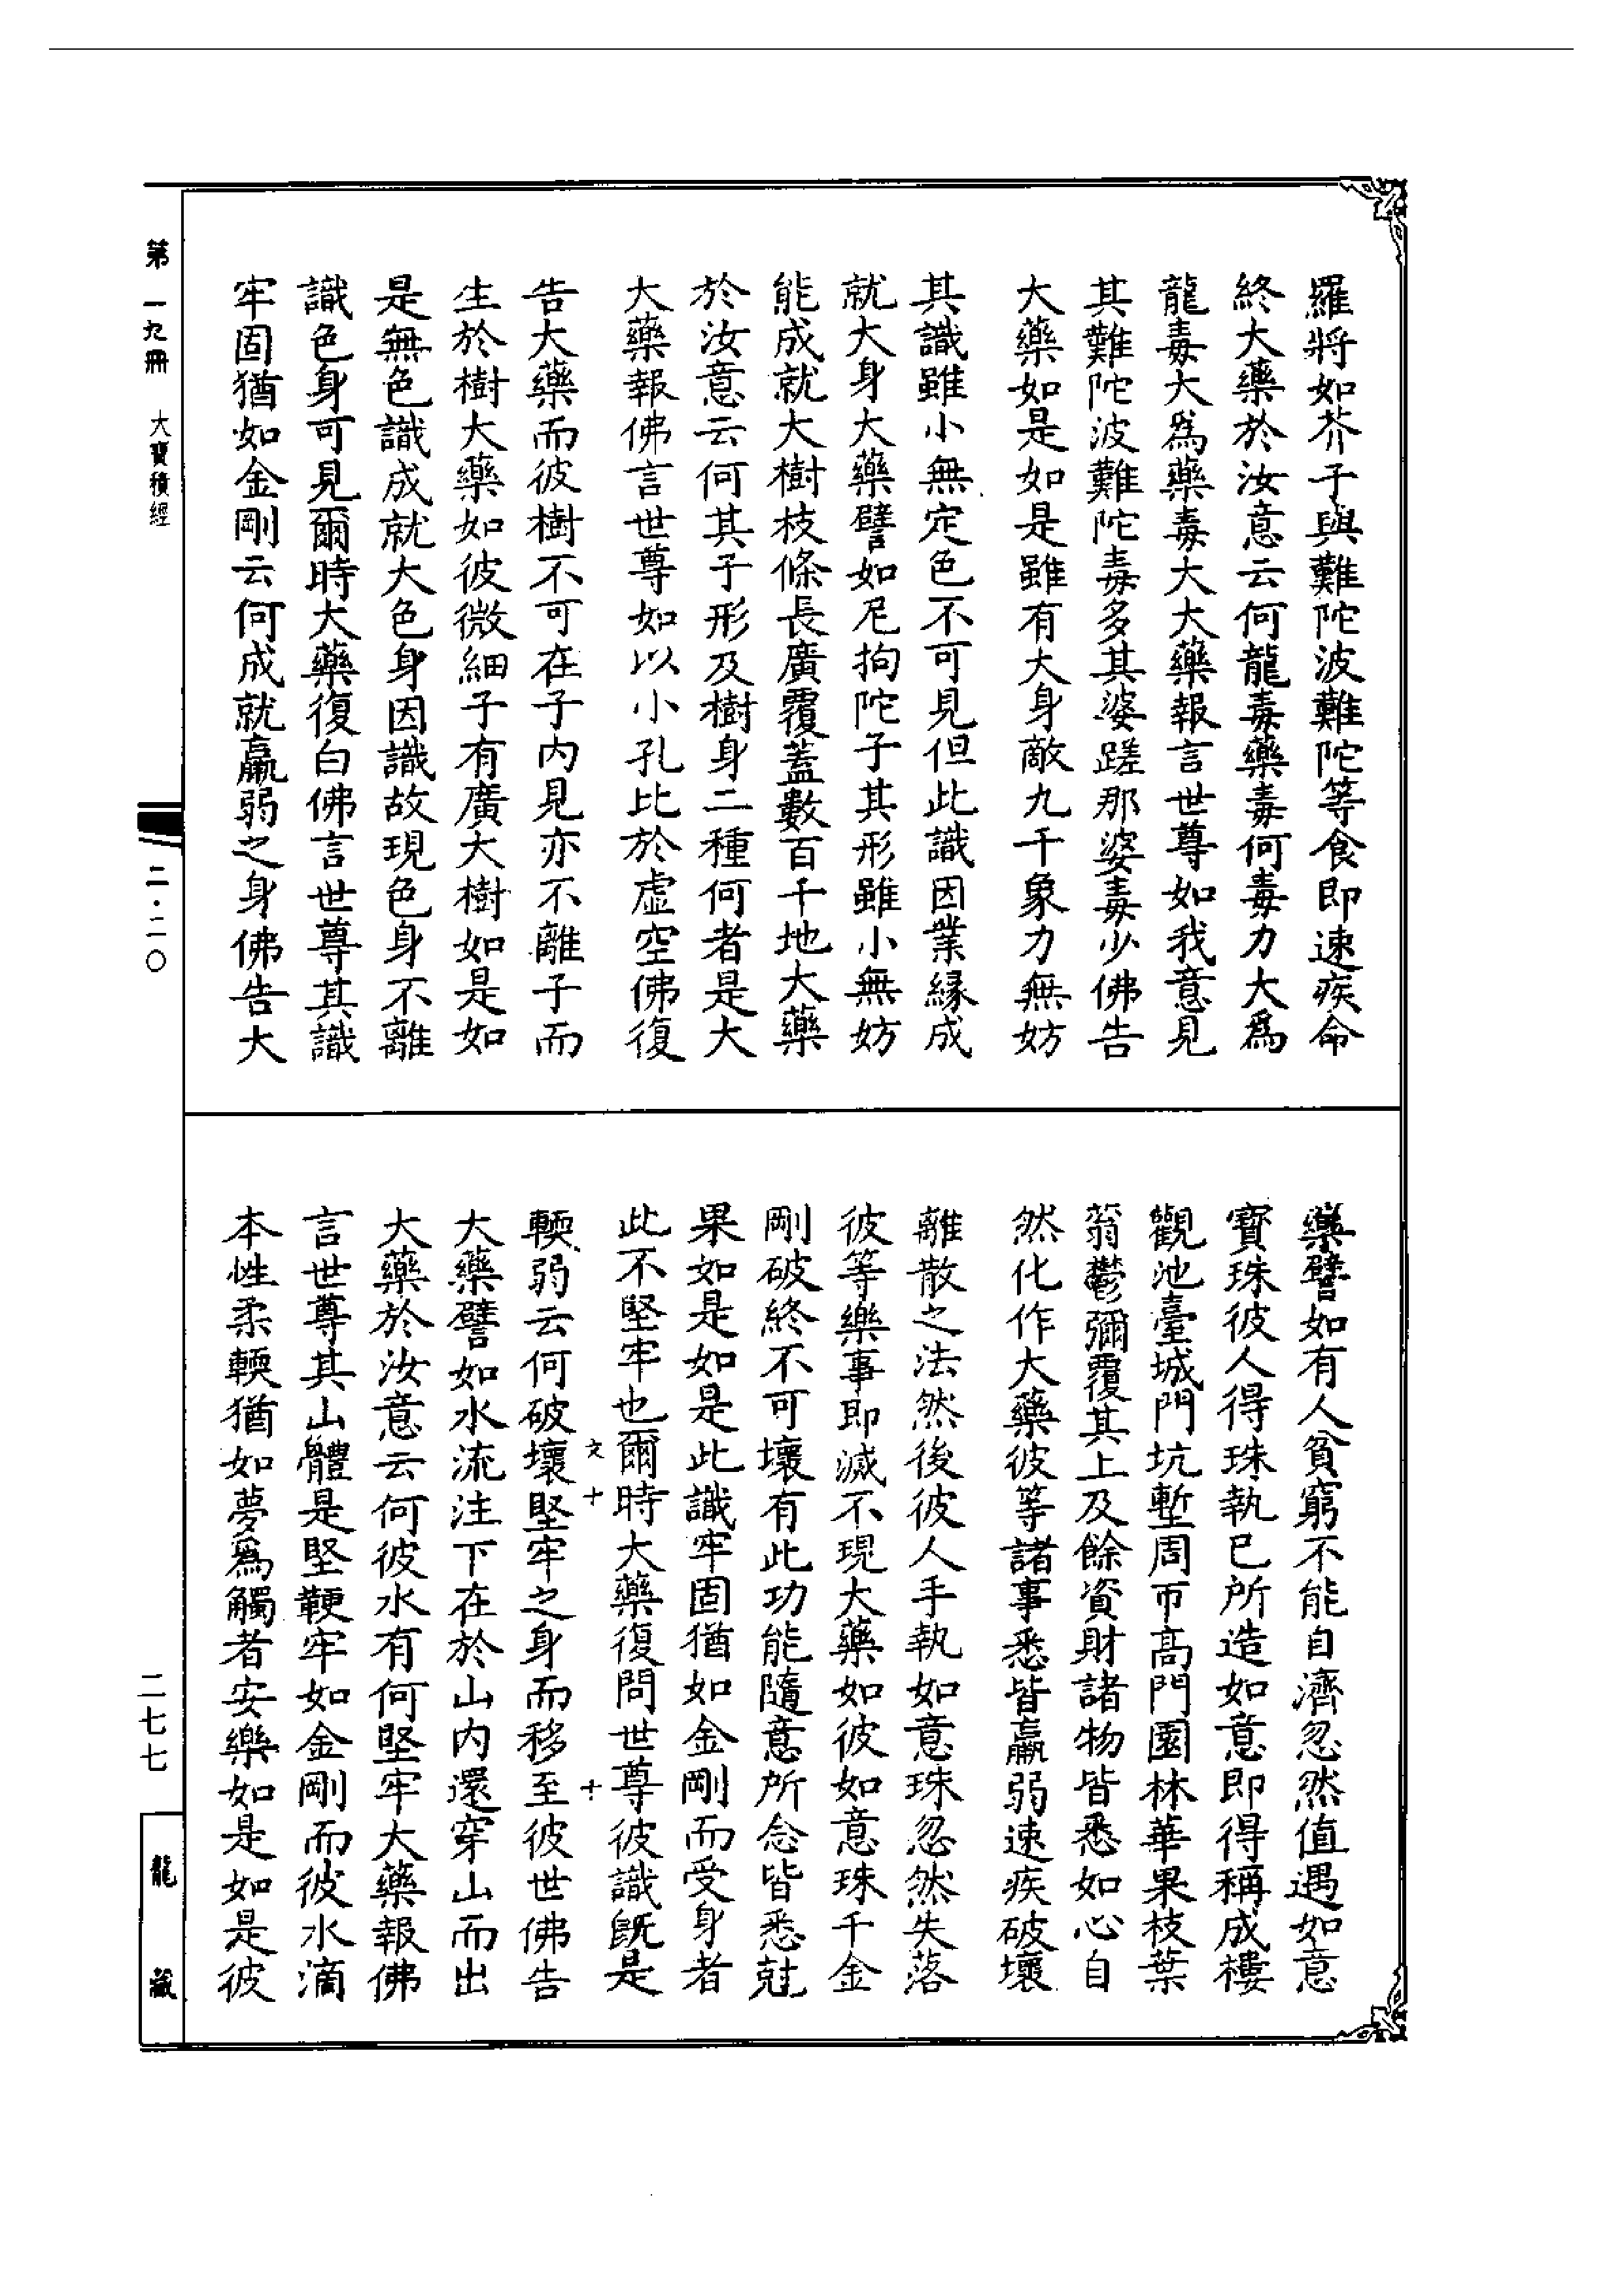 羅將如芥子與難陀波難陀等食即速疾命
終大藥於汝意云何龍毒藥毒何毒力大爲
龍毒大爲藥毒大大藥報言世尊如我意見
其難陀波難陀毒多其婆蹉那婆毒少佛告
大藥如是如是雖有大身敵九千象力無妨
其識雖小無定色不可見但此識因業緣成
就大身大藥譬如尼拘陀子其形雖小無妨
能成就大樹枝條長廣覆蓋數百千地大藥
於汝意云何其子形及樹身二種何者是大
大藥報佛言世尊如以小孔比於虛空佛復
告大藥而彼樹不可在子内見亦不離子而
生於樹大藥如彼微細子有廣大樹如是如
是無色識成就大色身因識故現色身不離
識色身可見爾時大藥復白佛言世尊其識
牢固猶如金剛云何成就羸弱之身佛告大
藥譬如有人貧窮不能自濟忽然值遇如意
寶珠彼人得珠執已所造如意即得稱成樓
觀池臺城門坑塹周帀高門園林華果枝葉
蓊鬱彌覆其上及餘資財諸物皆悉如心自
然化作大藥彼等諸事悉皆羸弱速疾破壞
離散之法然後彼人手執如意珠忽然失落
彼等樂事即滅不現大藥如彼如意珠千金
剛破終不可壞有此功能隨意所念皆悉尅
果如是如是此識牢固猶如金剛而受身者
此不堅牢也爾時大藥復問世尊彼識旣是
輭弱云何破壞堅牢之身而移至彼世佛告
大藥譬如水流注下在於山内還穿山而出
大藥於汝意云何彼水有何堅牢大藥報佛
言世尊其山體是堅鞕牢如金剛而彼水滴
本性柔輭猶如夢爲觸者安樂如是如是彼
文十
十
第一九冊 大寶積經
二·二〇
二七七
龍藏